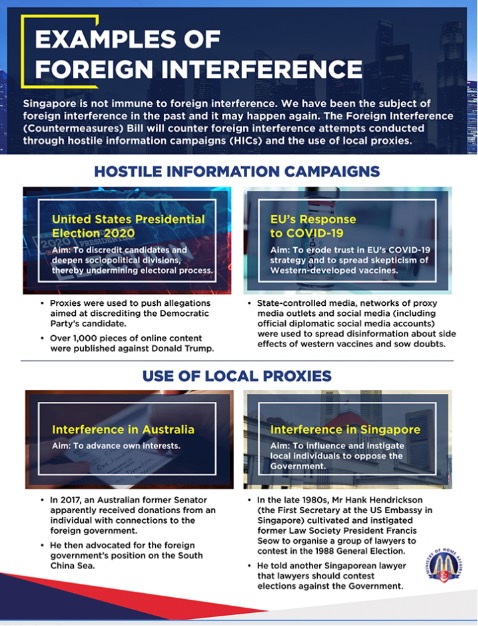 EXAMPLES OF
FOREIGN INTERFERENCE
Singapore is not immune to foreign interference. We have been the subject of
foreign interference in the past and it may happen again. The Foreign Interference
(Countermeasures) Bill will counter foreign interference attempts conducted
through hostile information campaigns (HICs) and the use of local proxies.
HOSTILE INFORMATION CAMPAIGNS
United States Presidential
Election 2020
Aim: To discredit candidates and
deepen sociopolitical divisions,
thereby undermining electoral process.
• Proxies were used to push allegations
aimed at discrediting the Democratic
Party's candidate.
• Over 1,000 pieces of online content
were published against Donald Trump.
EU's Response
to COVID-19
Aim: To erode trust in EU's COVID-19
strategy and to spread skepticism of
Western-developed vaccines.
• State-controlled media, networks of proxy
media outlets and social media (including
official diplomatic social media accounts)
were used to spread disinformation about side
effects of western vaccines and sow doubts.
USE OF LOCAL PROXIES
Interference in Australia
Aim: To advance own interests.
• In 2017, an Australian former Senator
apparently received donations from an
individual with connections to the
foreign government.
• He then advocated for the foreign
government's position on the South
China Sea.
Interference in Singapore
Aim: To influence and instigate
local individuals to oppose the
Government.
• In the late 1980s, Mr Hank Hendrickson
(the First Secretary at the US Embassy in
Singapore) cultivated and instigated
former Law Society President Francis
Seow to organise a group of lawyers to
contest in the 1988 General Election.
• He told another Singaporean lawyer
that lawyers should contest
elections against the Government.
MINISTRY OF HOME AFFAIRS